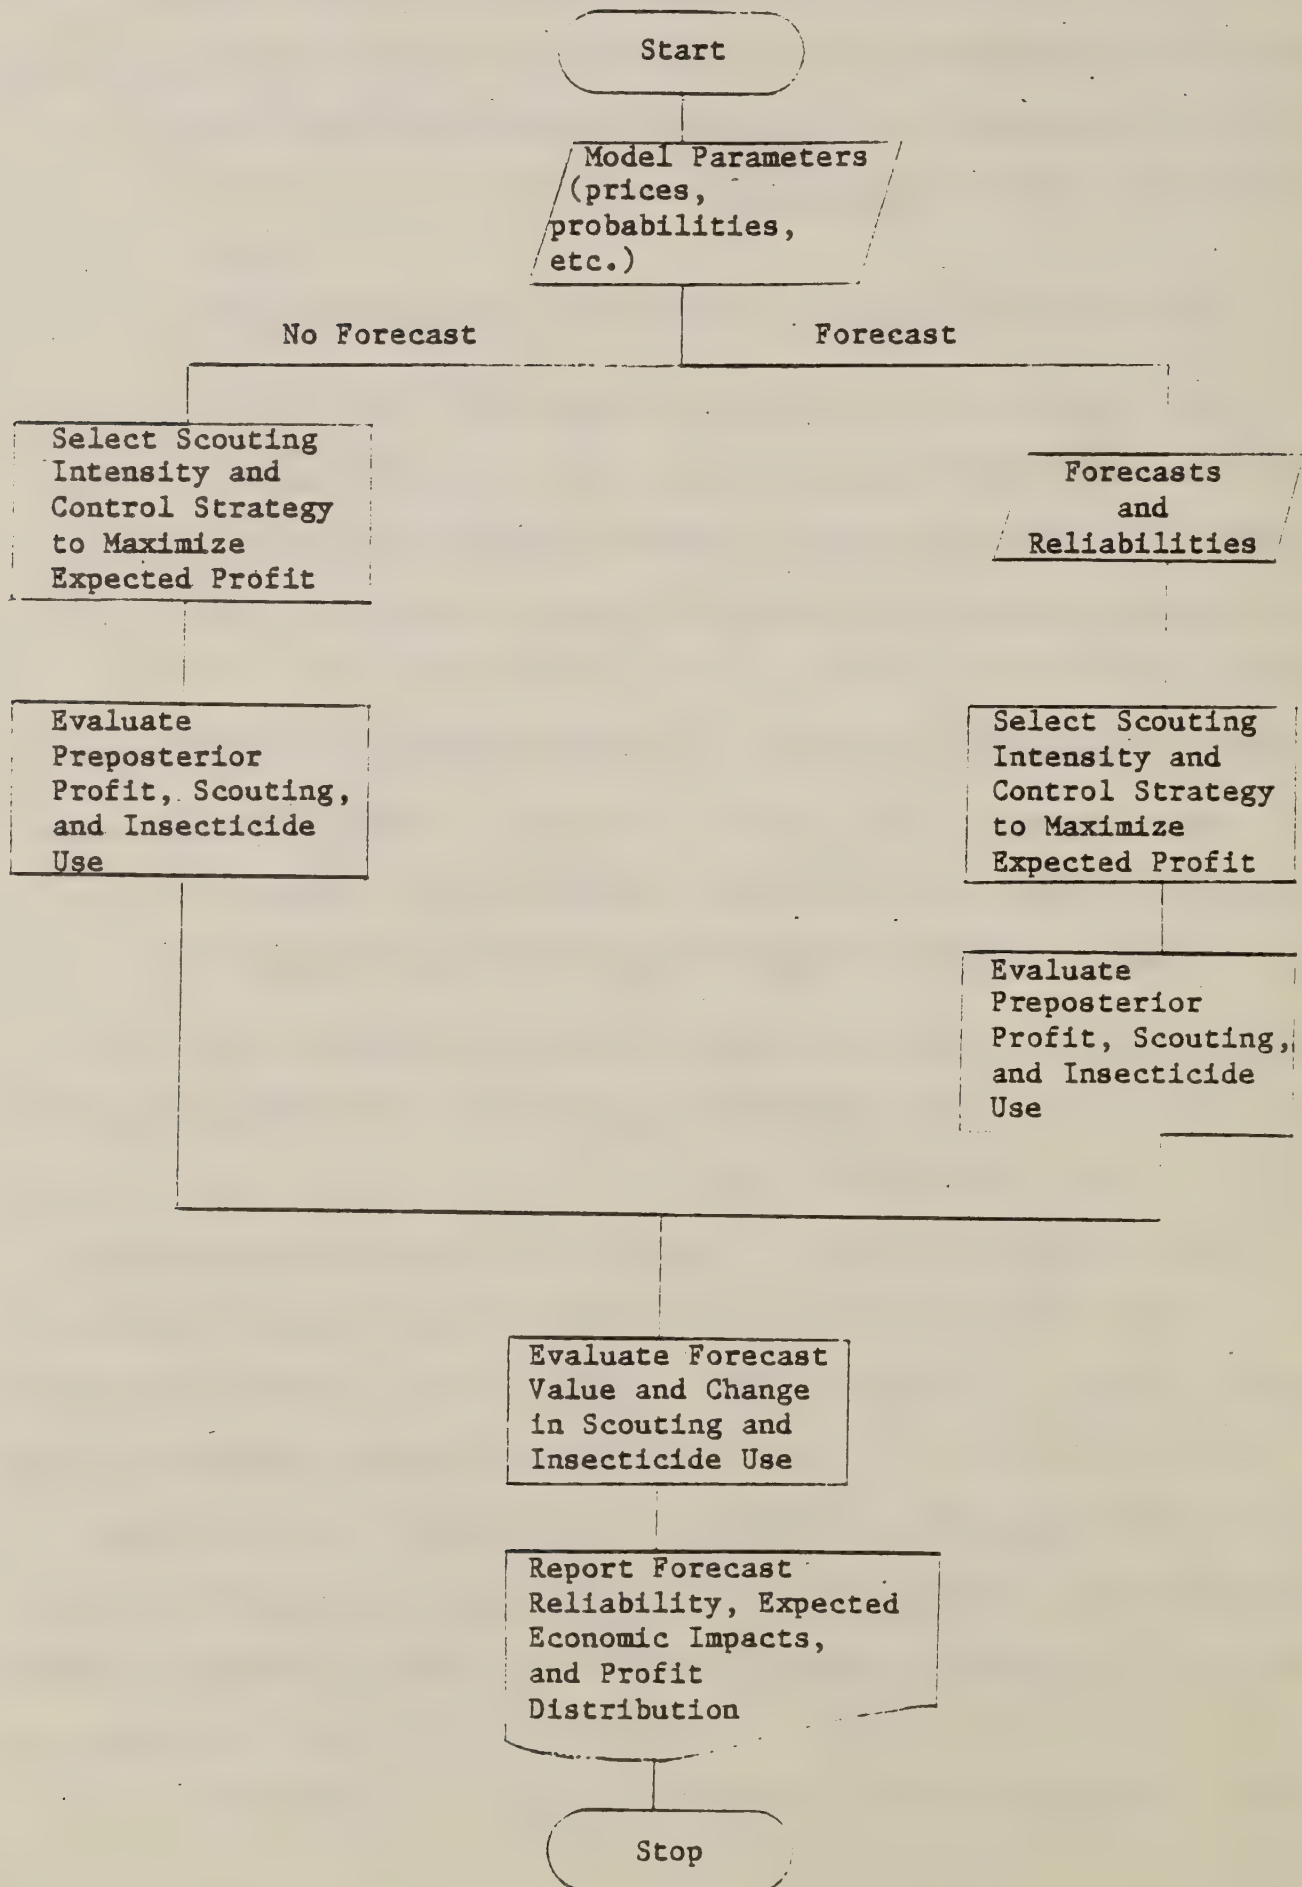 Start
Model Parameters
(prices,
probabilities,
etc.)
No Forecast
Forecast
Select Scouting
Intensity and
Control Strategy
to Maximize
Expected Profit
Evaluate
Preposterior
Profit, Scouting,
and Insecticide
Use
Forecasts
and
Reliabilities
Select Scouting
Intensity and
Control Strategy
to Maximize
Expected Profit
Evaluate
Preposterior
Profit, Scouting,
and Insecticide
Use
Evaluate Forecast
Value and Change
in Scouting and
Insecticide Use
Report Forecast
Reliability, Expected
Economic Impacts,
and Profit
Distribution
Stop